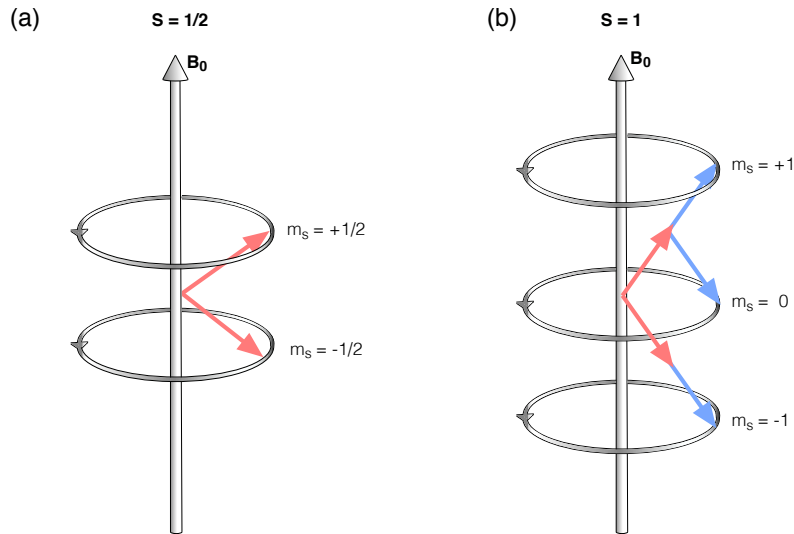 (a)
S = 1/2
B0
ms = +1/2
ms = -1/2
(b)
S = 1
B0
ms = +1
ms = 0
ms = -1